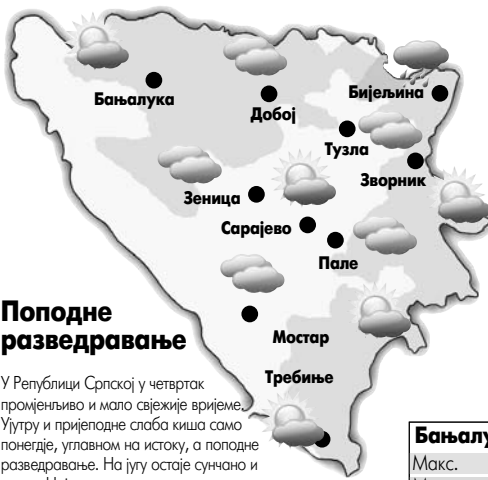 Бањалука
Добој
Бијељина
Тузла
Зворник
Зеница
Сарајево
Пале
Мостар
Требиње
Поподне
разведравање
У Републици Српској у четвртак
промјенљиво и мало свјежије вријеме.
Ујутру и пријеподне слаба киша само
понегдје, углавном на истоку, а поподне
разведравање. На југу остаје сунчано и
Бањалу
Макс.